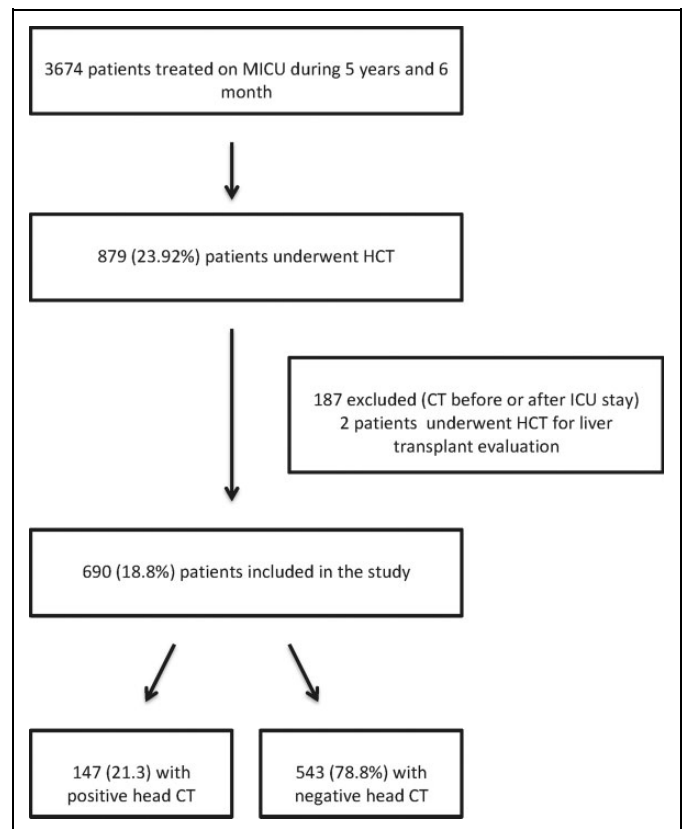 3674 patients treated on MICU during 5 years and 6
month
879 (23.92%) patients underwent HCT
187 excluded (CT before or after ICU stay)
2 patients underwent HCT for liver
transplant evaluation
690 (18.8%) patients included in the study
147 (21.3) with
positive head CT
543 (78.8%) with
negative head CT